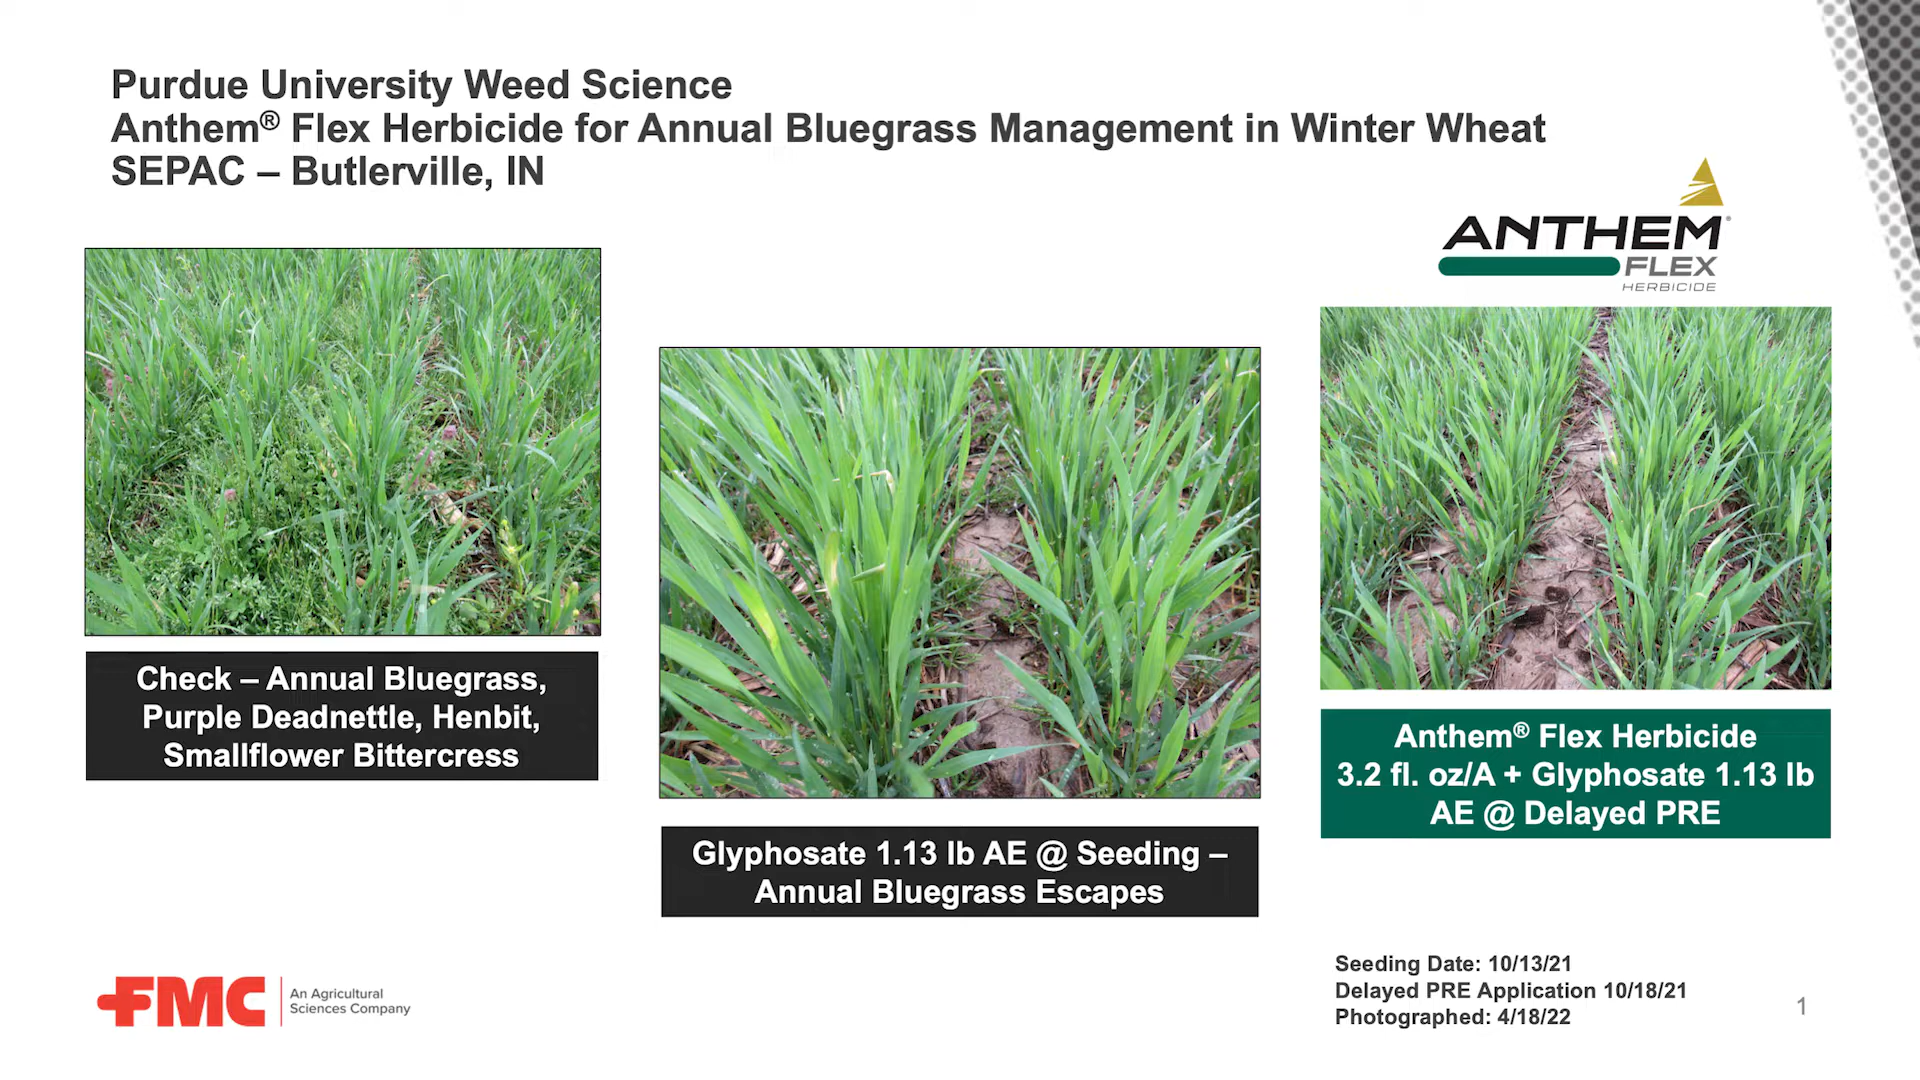 Purdue University Weed Science
Anthem® Flex Herbicide for Annual Bluegrass Management in Winter Wheat
SEPAC – Butlerville, IN
ANTHEM®
FLEX
HERBICIDE
Check – Annual Bluegrass,
Purple Deadnettle, Henbit,
Smallflower Bittercress
Glyphosate 1.13 lb AE @ Seeding –
Annual Bluegrass Escapes
Anthem® Flex Herbicide
3.2 fl. oz/A + Glyphosate 1.13 lb
AE @ Delayed PRE
FMC
An Agricultural
Sciences Company
Seeding Date: 10/13/21
Delayed PRE Application 10/18/21
Photographed: 4/18/22
1